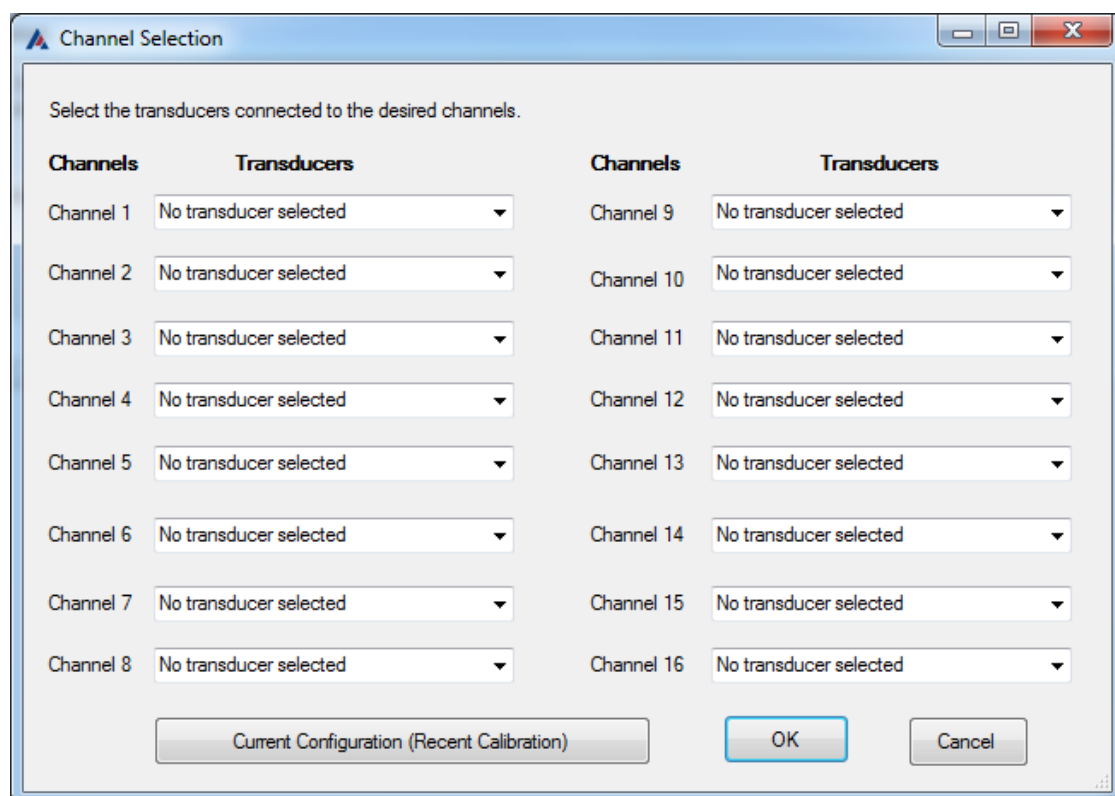 Channel Selection
Select the transducers connected to the desired channels.
Channels Transducers Channels Transducers
Channel 1 No transducer selected Channel 9 No transducer selected
Channel 2 No transducer selected Channel 10 No transducer selected
Channel 3 No transducer selected Channel 11 No transducer selected
Channel 4 No transducer selected Channel 12 No transducer selected
Channel 5 No transducer selected Channel 13 No transducer selected
Channel 6 No transducer selected Channel 14 No transducer selected
Channel 7 No transducer selected Channel 15 No transducer selected
Channel 8 No transducer selected Channel 16 No transducer selected
Current Configuration (Recent Calibration) OK Cancel